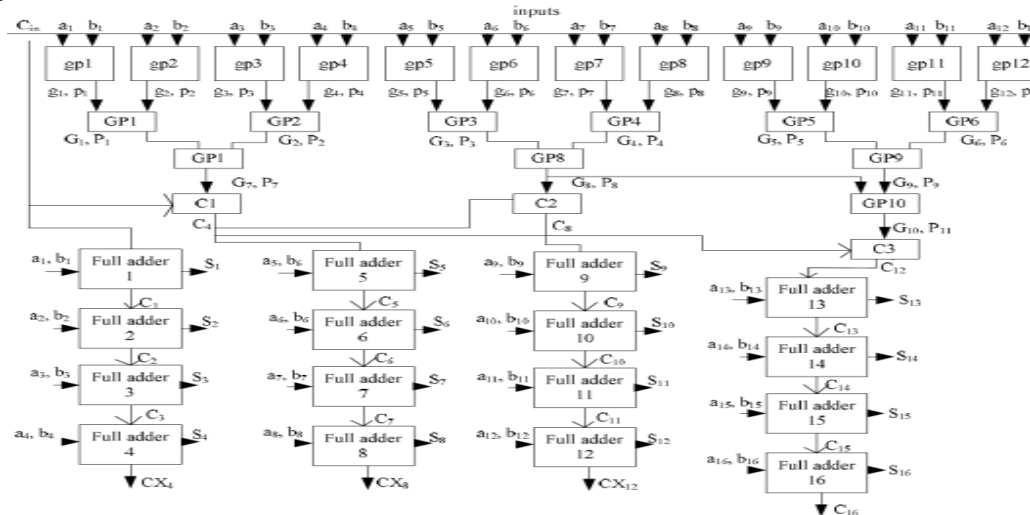 inputs
C_in a₁ b₁ a₂ b₂ a₃ b₃ a₄ b₄ a₅ b₅ a₆ b₆ a₇ b₇ a₈ b₈ a₉ b₉ a₁₀ b₁₀ a₁₁ b₁₁ a₁₂
gp1 gp2 gp3 gp4 gp5 gp6 gp7 gp8 gp9 gp10 gp11 gp12
g₁, p₁ g₂, p₂ g₃, p₃ g₄, p₄ g₅, p₅ g₆, p₆ g₇, p₇ g₈, p₈ g₉, p₉ g₁₀, p₁₀ g₁₁, p₁₁ g₁₂, p
GP1 GP2 GP3 GP4 GP5 GP6
G₁, P₁ G₂, P₂ G₃, P₃ G₄, P₄ G₅, P₅ G₆, P₆
GP1 GP8 GP9
G₇, P₇ G₈, P₈ G₉, P₉
C1 C2 GP10
C₄ C₈ G₁₀, P₁₁
C3
C₁₂
a₁, b₁ Full adder 1 S₁
a₅, b₆ Full adder 5 S₅
a₉, b₉ Full adder 9 S₉
a₁₃, b₁₃ Full adder 13 S₁₃
C₁ C₅ C₉ C₁₃
a₂, b₂ Full adder 2 S₂
a₆, b₆ Full adder 6 S₆
a₁₀, b₁₀ Full adder 10 S₁₀
a₁₄, b₁₄ Full adder 14 S₁₄
C₂ C₆ C₁₀ C₁₄
a₃, b₃ Full adder 3 S₃
a₇, b₇ Full adder 7 S₇
a₁₁, b₁₁ Full adder 11 S₁₁
a₁₅, b₁₅ Full adder 15 S₁₅
C₃ C₇ C₁₁ C₁₅
a₄, b₄ Full adder 4 S₄
a₈, b₈ Full adder 8 S₈
a₁₂, b₁₂ Full adder 12 S₁₂
a₁₆, b₁₆ Full adder 16 S₁₆
CX₄ CX₈ CX₁₂ C₁₆